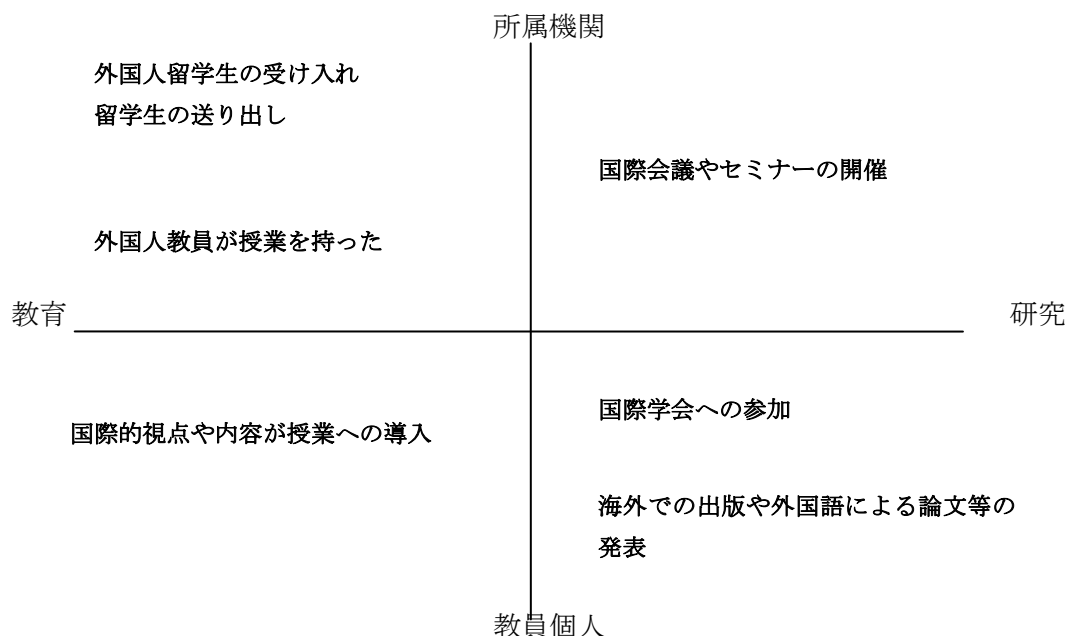 所属機関
外国人留学生の受け入れ
留学生の送り出し
国際会議やセミナーの開催
外国人教員が授業を持った
教育
研究
国際学会への参加
国際的視点や内容が授業への導入
海外での出版や外国語による論文等の
発表
教員個人